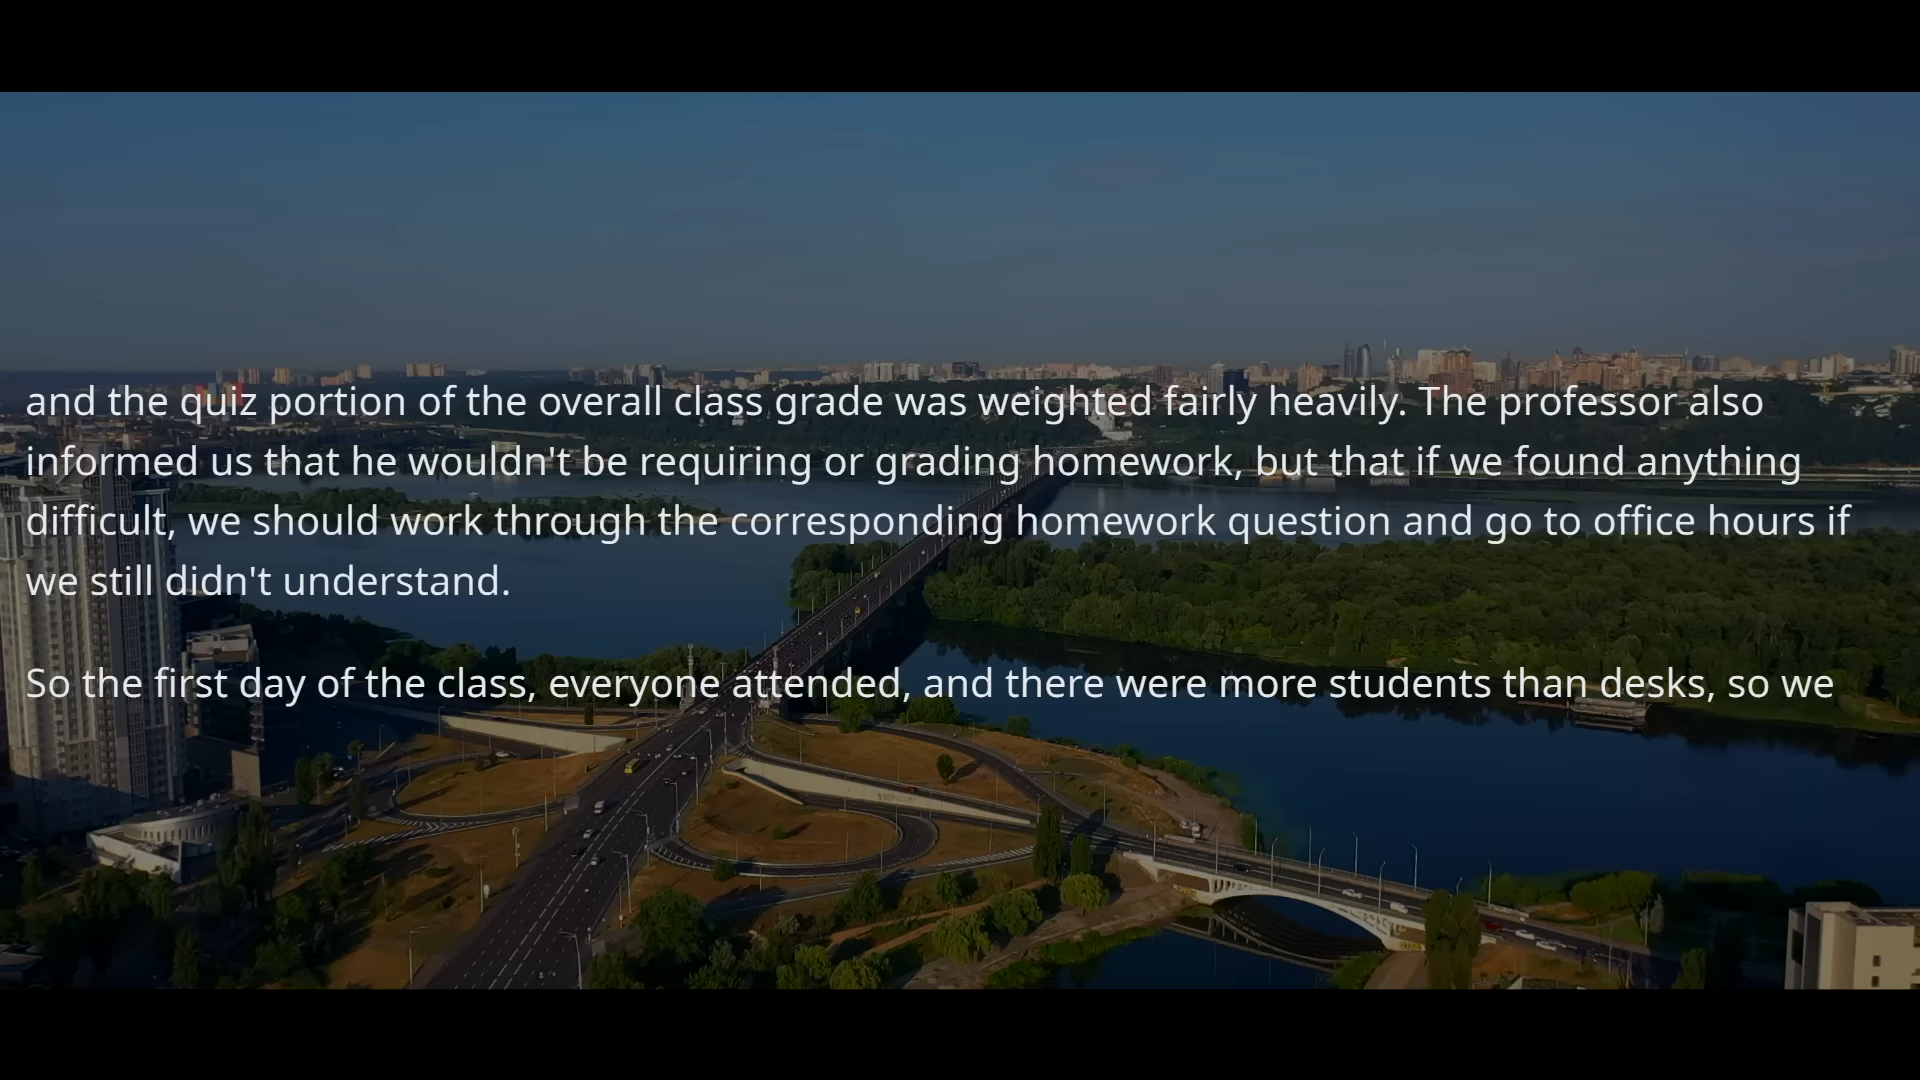 and the quiz portion of the overall class grade was weighted fairly heavily. The professor also
informed us that he wouldn't be requiring or grading homework, but that if we found anything
difficult, we should work through the corresponding homework question and go to office hours if
we still didn't understand.
So the first day of the class, everyone attended, and there were more students than desks, so we